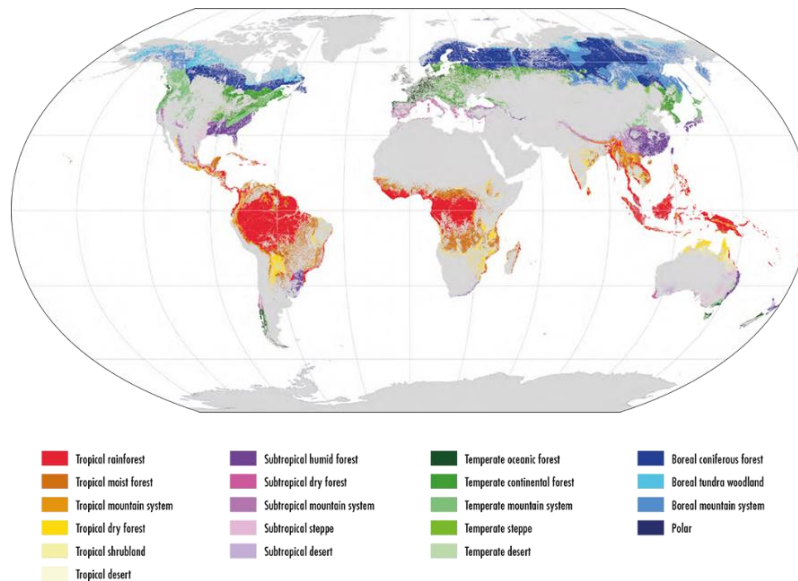 Tropical rainforest
Tropical moist forest
Tropical mountain system
Tropical dry forest
Tropical shrubland
Tropical desert
Subtropical humid forest
Subtropical dry forest
Subtropical mountain system
Subtropical steppe
Subtropical desert
Temperate oceanic forest
Temperate continental forest
Temperate mountain system
Temperate steppe
Temperate desert
Boreal coniferous forest
Boreal tundra woodland
Boreal mountain system
Polar